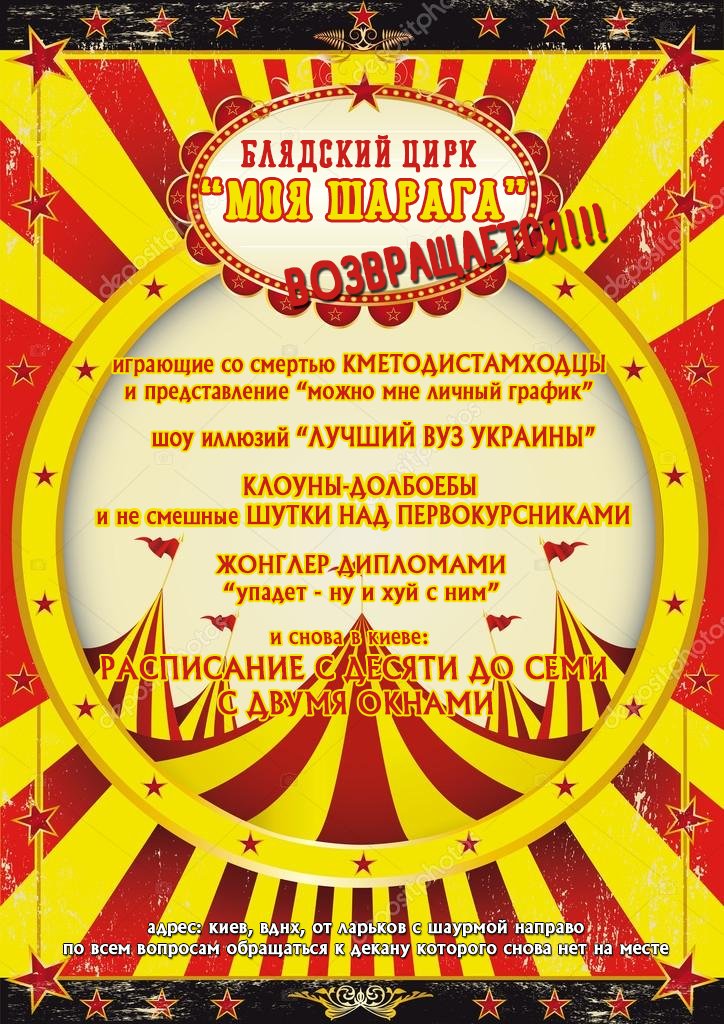 БЛЯДСКИЙ ЦИРК
“МОЯ ШАРАГА”
ВОЗВРАЩАЕТСЯ!!!
играющие со смертью КМЕТОДИСТАМХОДЦЫ
и представление “можно мне личный график”
шоу иллюзий “ЛУЧШИЙ ВУЗ УКРАИНЫ”
КЛОУНЫ-ДОЛБОЕБЫ
и не смешные ШУТКИ НАД ПЕРВОКУРСНИКАМИ
ЖОНГЛЕР ДИПЛОМАМИ
“упадет - ну и хуй с ним”
и снова в киеве:
РАСПИСАНИЕ С ДЕСЯТИ ДО СЕМИ
С ДВУМЯ ОКНАМИ
адрес: киев, вднх, от ларьков с шаурмой направо
по всем вопросам обращаться к декану которого снова нет на месте
depositphotos